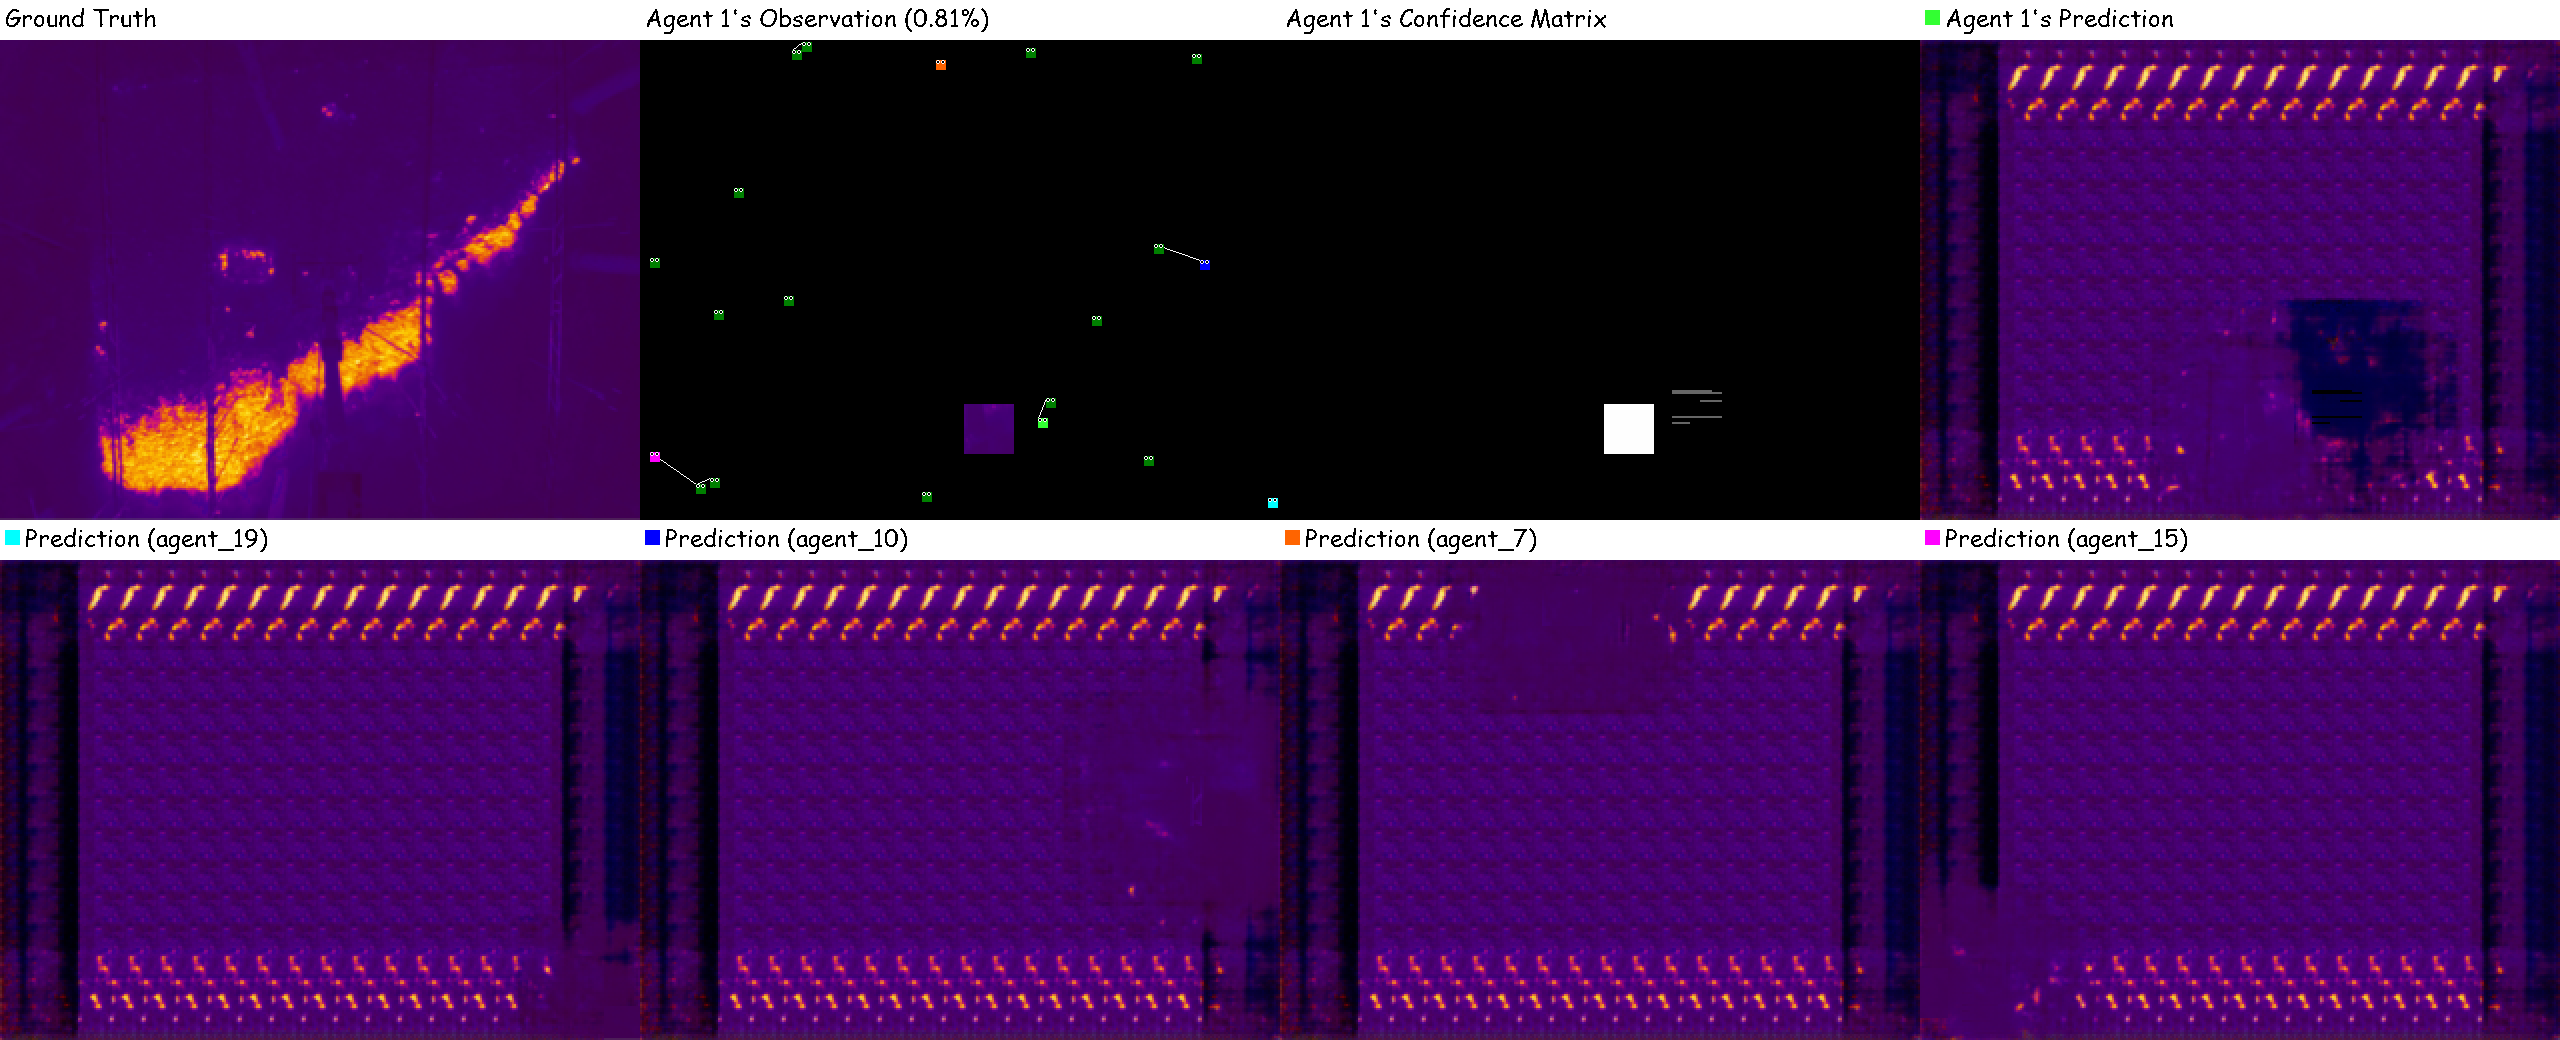 Ground Truth
Agent 1's Observation (0.81%)
Agent 1's Confidence Matrix
Agent 1's Prediction
Prediction (agent_19)
Prediction (agent_10)
Prediction (agent_7)
Prediction (agent_15)